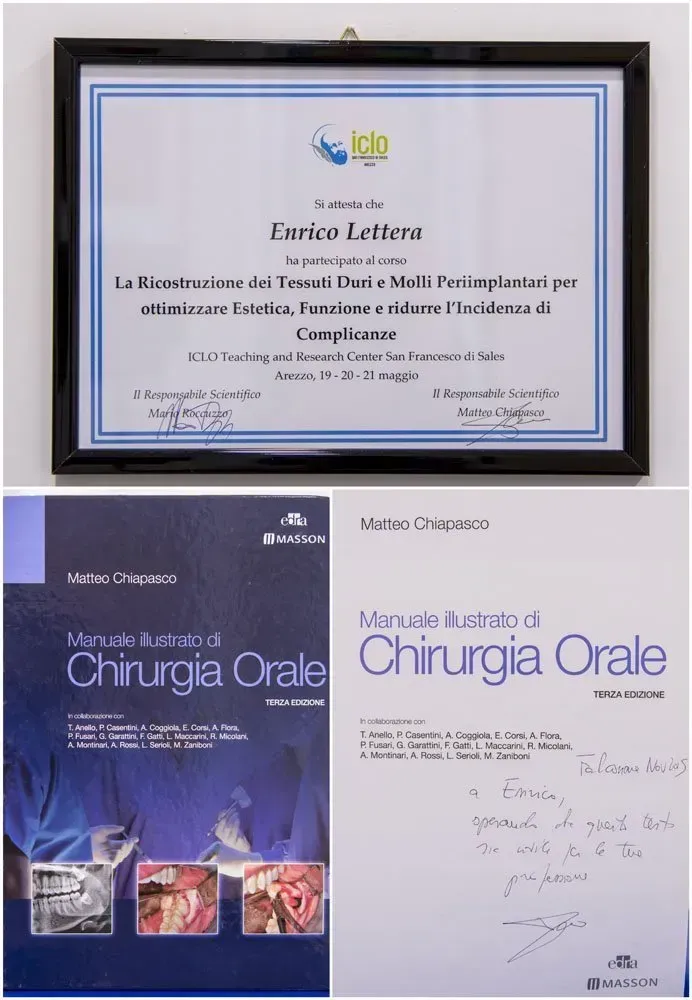 iclo
SAN FRANCESCO DI SALES
AREZZO
Si attesta che
Enrico Lettera
ha partecipato al corso
La Ricostruzione dei Tessuti Duri e Molli Periimplantari per
ottimizzare Estetica, Funzione e ridurre l'Incidenza di
Complicanze
ICLO Teaching and Research Center San Francesco di Sales
Arezzo, 19 - 20 - 21 maggio
Il Responsabile Scientifico
Mario Roccuzzo
Il Responsabile Scientifico
Matteo Chiapasco
edra
MASSON
Matteo Chiapasco
Manuale illustrato di
Chirurgia Orale
TERZA EDIZIONE
In collaborazione con
T. Anello, P. Casentini, A. Coggiola, E. Corsi, A. Flora,
P. Fusari, G. Garattini, F. Gatti, L. Maccarini, R. Micolani,
A. Montinari, A. Rossi, L. Serioli, M. Zaniboni
Matteo Chiapasco
Manuale illustrato di
Chirurgia Orale
TERZA EDIZIONE
In collaborazione con
T. Anello, P. Casentini, A. Coggiola, E. Corsi, A. Flora,
P. Fusari, G. Garattini, F. Gatti, L. Maccarini, R. Micolani,
A. Montinari, A. Rossi, L. Serioli, M. Zaniboni
a Enrico,
sperando che questo testo
sia utile per la tua
professione
edra
MASSON